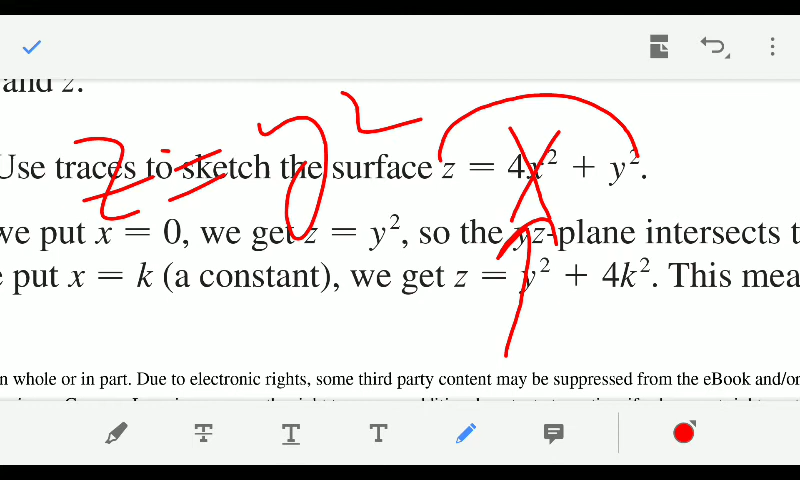 and z.
z = y²
Use traces to sketch the surface z = 4x² + y².
we put x = 0, we get z = y², so the yz-plane intersects t
e put x = k (a constant), we get z = y² + 4k². This mea
n whole or in part. Due to electronic rights, some third party content may be suppressed from the eBook and/or